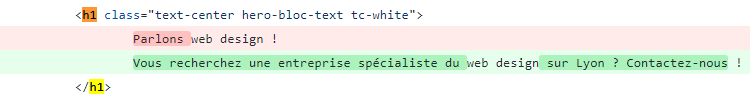 <h1 class="text-center hero-bloc-text tc-white">
Parlons web design !
Vous recherchez une entreprise spécialiste du web design sur Lyon ? Contactez-nous !
</h1>